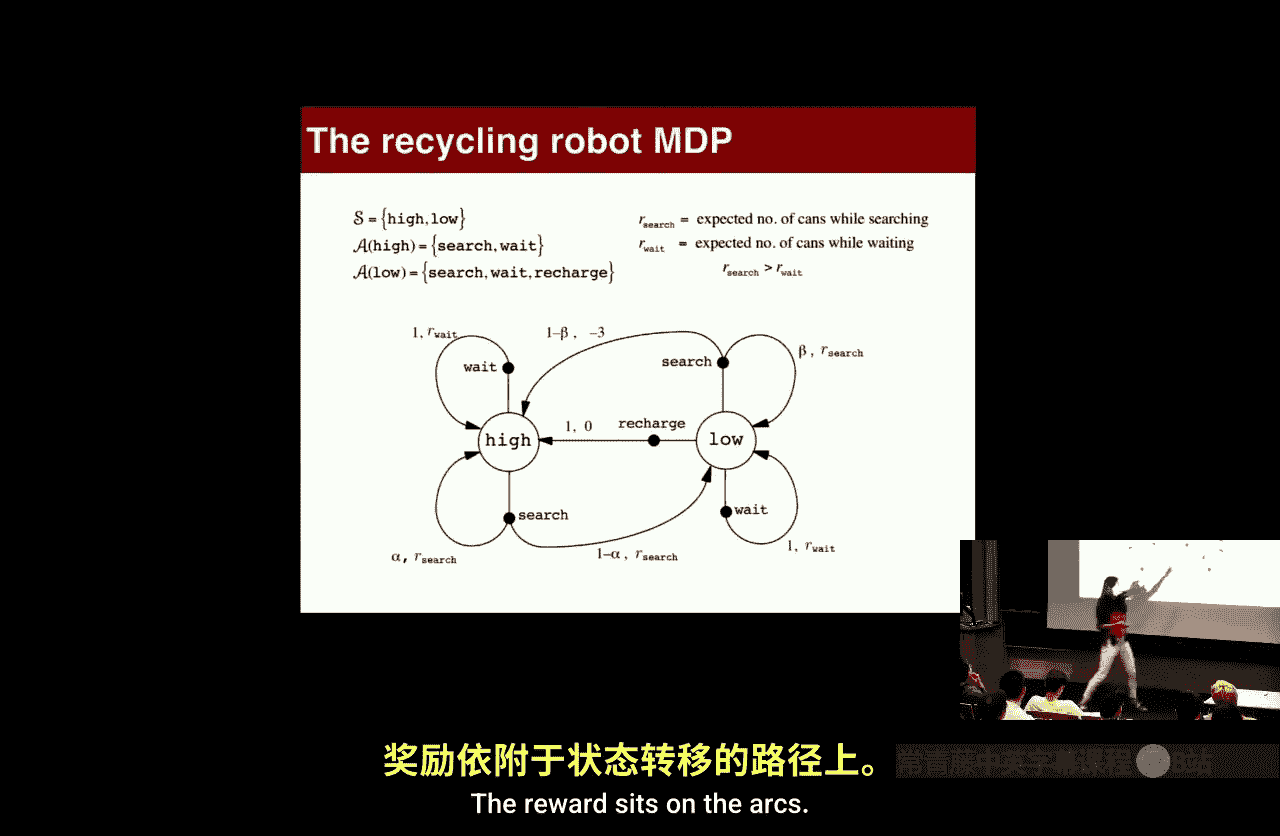 The recycling robot MDP
S = {high, low}
A(high) = {search, wait}
A(low) = {search, wait, recharge}
r_search = expected no. of cans while searching
r_wait = expected no. of cans while waiting
r_search > r_wait
1, r_wait
1–β , –3
wait
search
β , r_search
high
1, 0
recharge
low
search
wait
α, r_search
1–α , r_search
1, r_wait
奖励依附于状态转移的路径上。
The reward sits on the arcs.